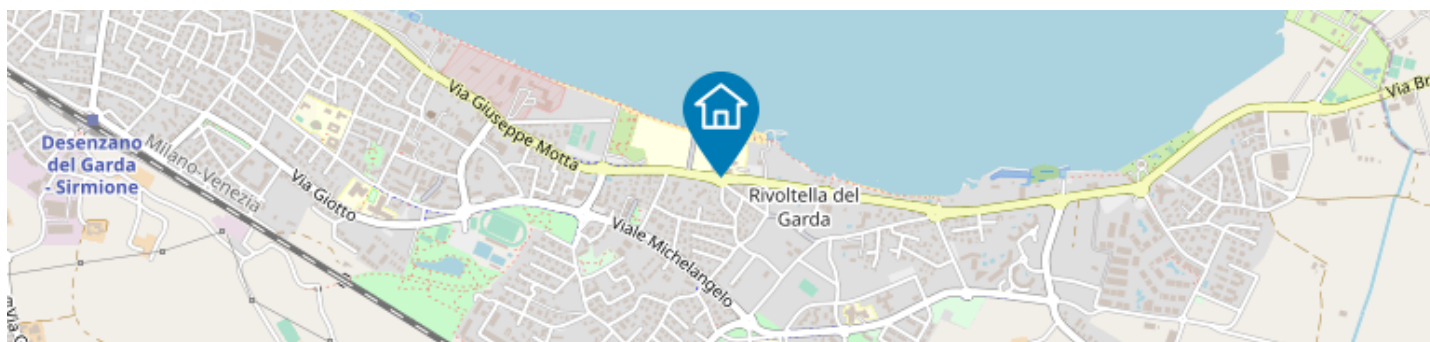 Via Giuseppe Motta
Via Br
Desenzano
del Garda
- Sirmione
Milano-Venezia
Via Giotto
Rivoltella del
Garda
Viale Michelangelo